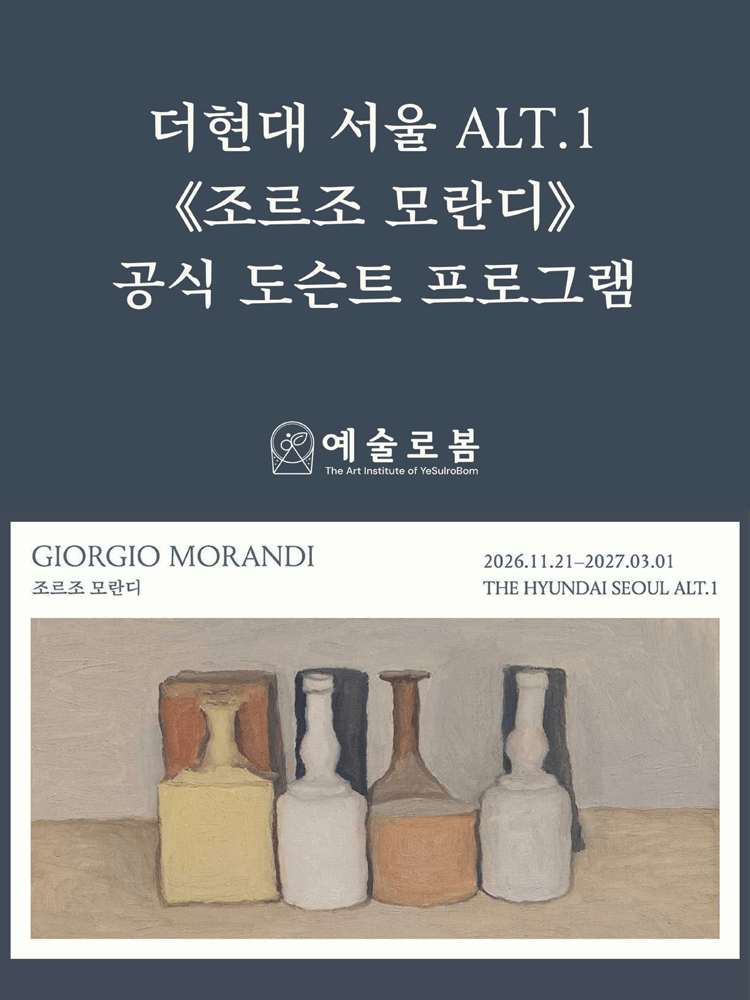 더현대 서울 ALT.1
《조르조 모란디》
공식 도슨트 프로그램
예술로봄
The Art Institute of YeSulroBom
GIORGIO MORANDI
조르조 모란디
2026.11.21–2027.03.01
THE HYUNDAI SEOUL ALT.1